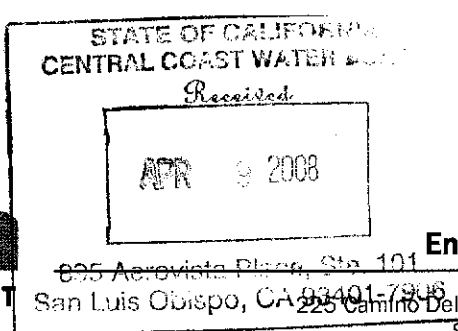 STATE OF CALIFORNIA
CENTRAL COAST WATER
Received
APR 9 2008
En
895 Aerovista Place, Ste. 101
T San Luis Obispo, CA 93401-7906
225 Camino Del